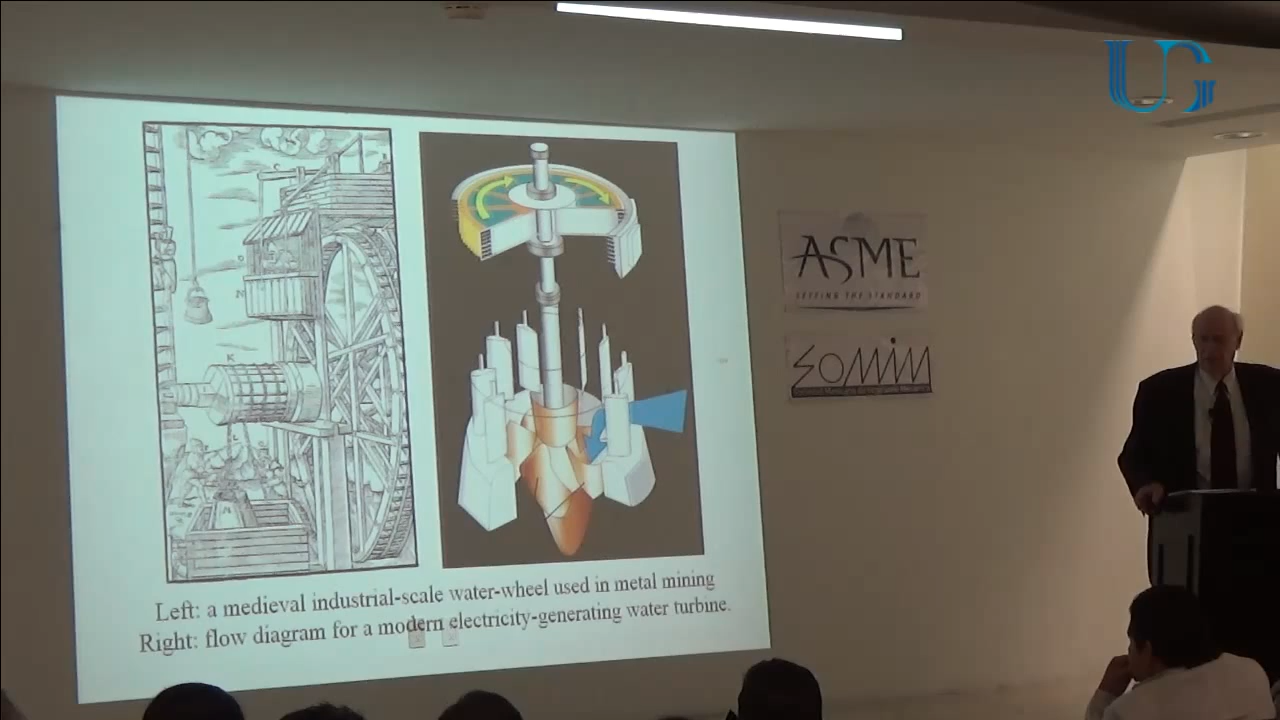 UG
ASME
SETTING THE STANDARD
SOMIM
K
Left: a medieval industrial-scale water-wheel used in metal mining
Right: flow diagram for a modern electricity-generating water turbine.